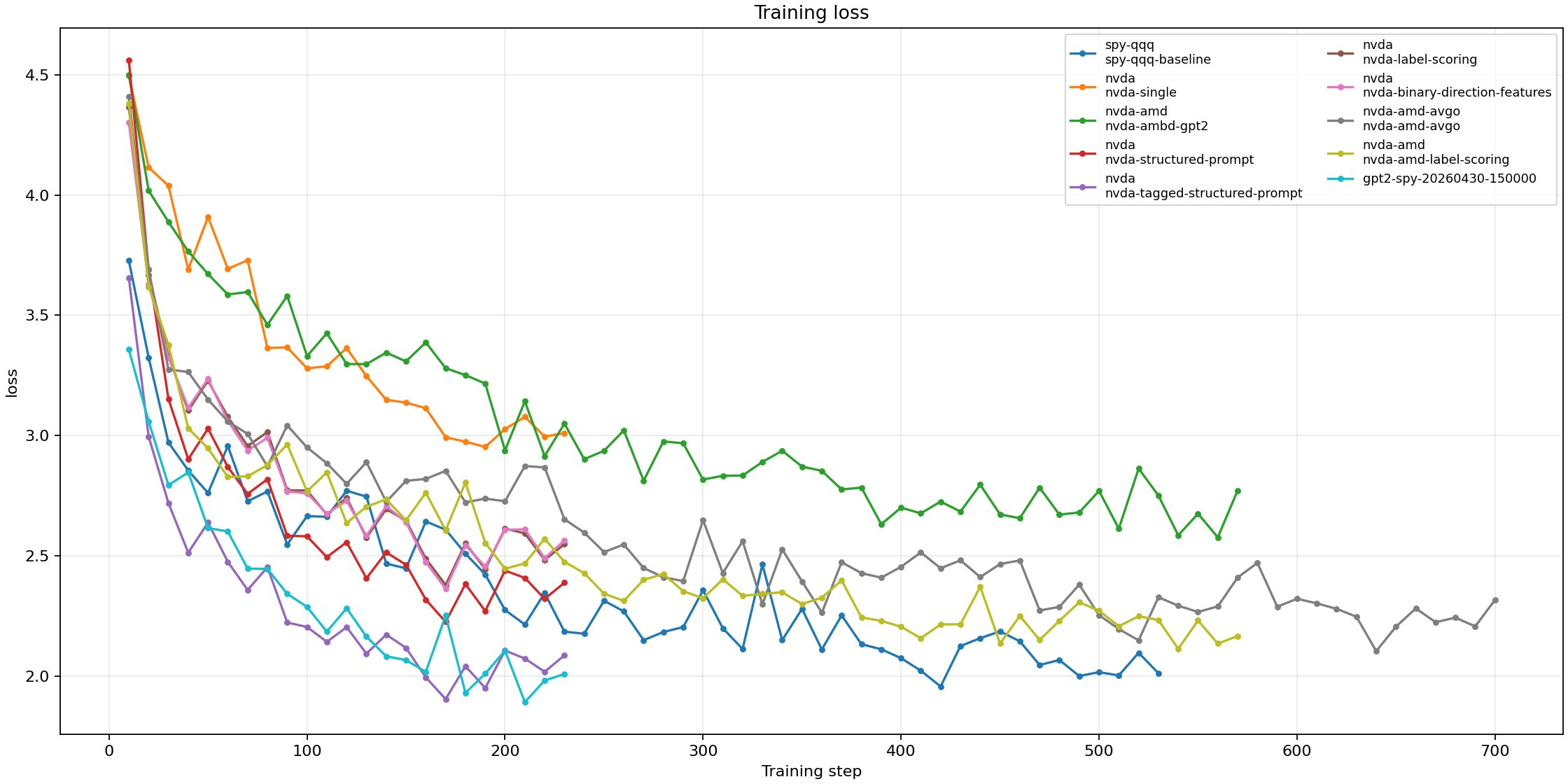 Training loss
spy-qqq
spy-qqq-baseline
nvda
nvda-single
nvda-amd
nvda-ambd-gpt2
nvda
nvda-structured-prompt
nvda
nvda-tagged-structured-prompt
nvda
nvda-label-scoring
nvda
nvda-binary-direction-features
nvda-amd-avgo
nvda-amd-avgo
nvda-amd
nvda-amd-label-scoring
gpt2-spy-20260430-150000
loss
4.5
4.0
3.5
3.0
2.5
2.0
0 100 200 300 400 500 600 700
Training step